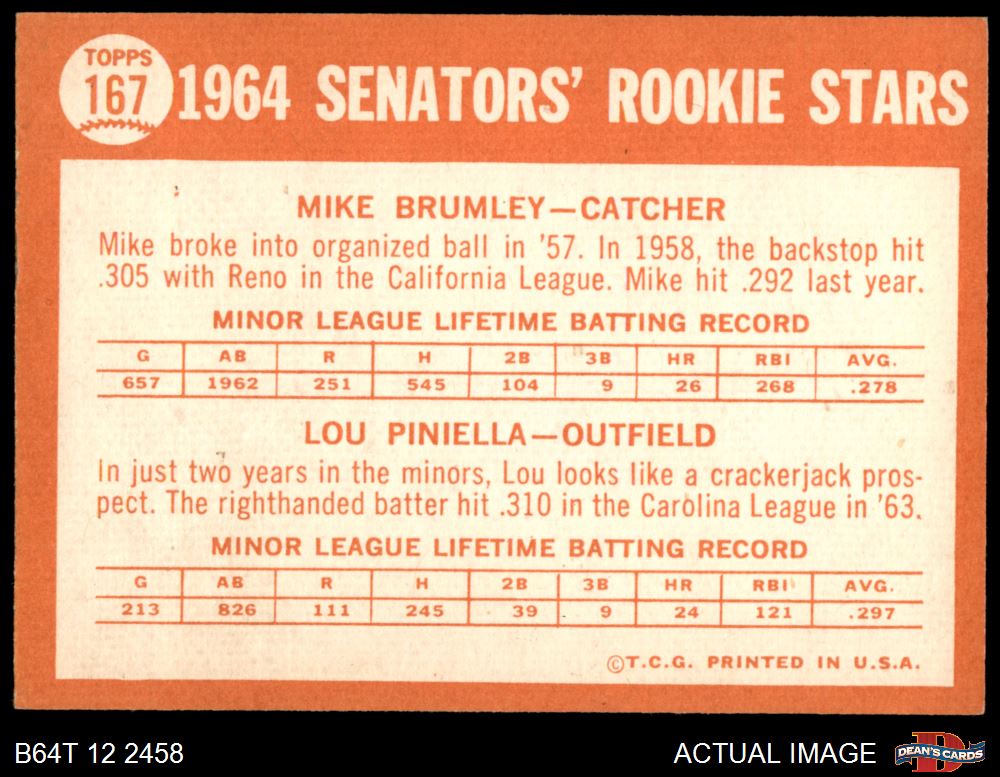 TOPPS
167
1964 SENATORS' ROOKIE STARS
MIKE BRUMLEY—CATCHER
Mike broke into organized ball in '57. In 1958, the backstop hit
.305 with Reno in the California League. Mike hit .292 last year.
MINOR LEAGUE LIFETIME BATTING RECORD
G AB R H 2B 3B HR RBI AVG.
657 1962 251 545 104 9 26 268 .278
LOU PINIELLA—OUTFIELD
In just two years in the minors, Lou looks like a crackerjack pros-
pect. The righthanded batter hit .310 in the Carolina League in '63.
MINOR LEAGUE LIFETIME BATTING RECORD
G AB R H 2B 3B HR RBI AVG.
213 826 111 245 39 9 24 121 .297
©T.C.G. PRINTED IN U.S.A.
B64T 12 2458 ACTUAL IMAGE D DEAN'S CARDS